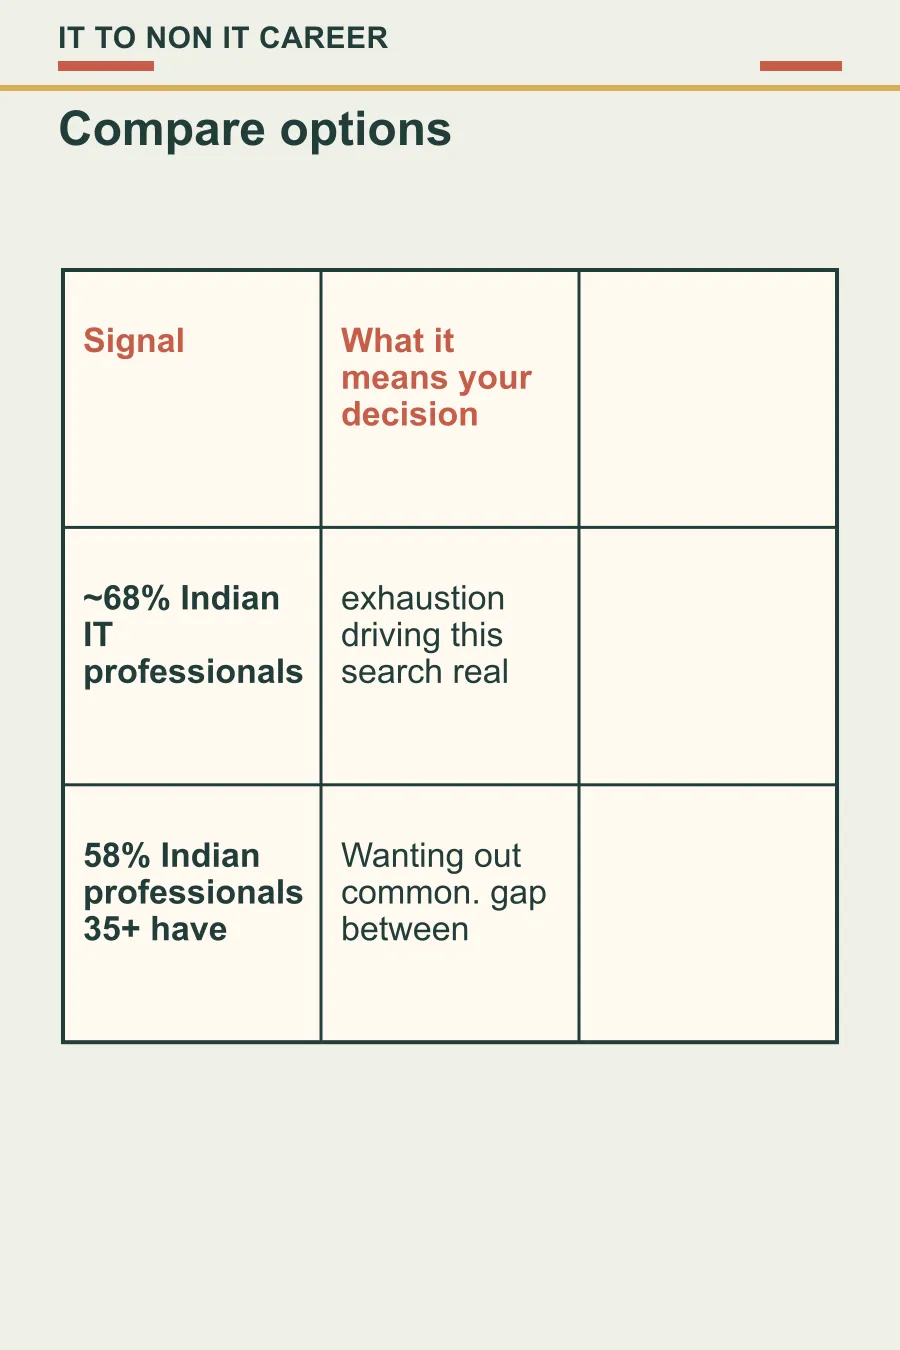 IT TO NON IT CAREER
Compare options
Signal
What it
means your
decision
~68% Indian
IT
professionals
exhaustion
driving this
search real
58% Indian
professionals
35+ have
Wanting out
common. gap
between